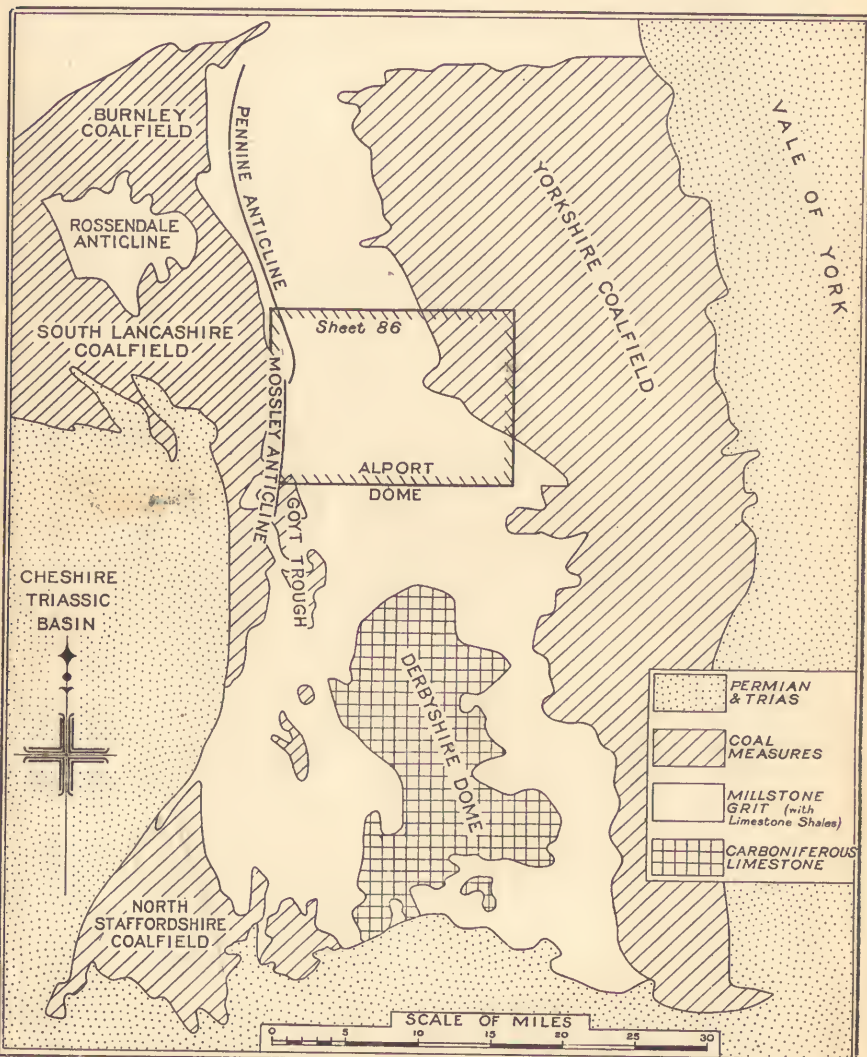 BURNLEY
COALFIELD
PENNINE ANTICLINE
ROSSENDALE
ANTICLINE
SOUTH LANCASHIRE
COALFIELD
YORKSHIRE COALFIELD
VALE OF YORK
Sheet 86
MOSSLEY ANTICLINE
ALPORT
DOME
GOYT TROUGH
CHESHIRE
TRIASSIC
BASIN
DERBYSHIRE DOME
NORTH
STAFFORDSHIRE
COALFIELD
PERMIAN
& TRIAS
COAL
MEASURES
MILLSTONE
GRIT (with
Limestone Shales)
CARBONIFEROUS
LIMESTONE
SCALE OF MILES
0 5 10 20 30